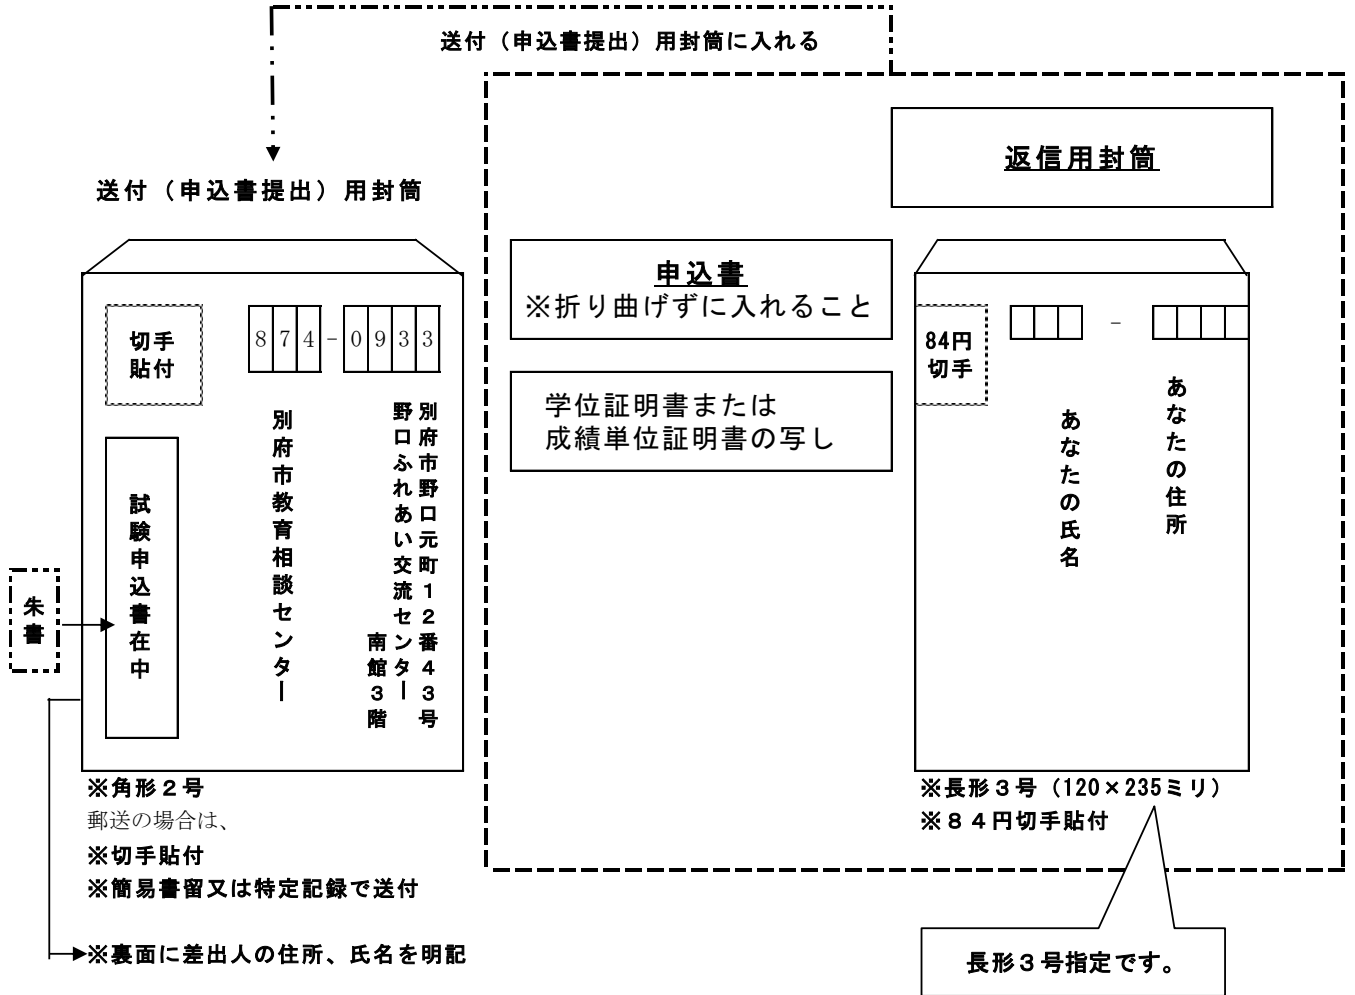 送付（申込書提出）用封筒に入れる
送付（申込書提出）用封筒
切手
貼付
874-0933
別府市野口元町１２番４３号
野口ふれあい交流センター
南館３階
別府市教育相談センター
試験申込書在中
朱書
※角形２号
郵送の場合は、
※切手貼付
※簡易書留又は特定記録で送付
※裏面に差出人の住所、氏名を明記
申込書
※折り曲げずに入れること
学位証明書または
成績単位証明書の写し
返信用封筒
84円
切手
-
あなたの住所
あなたの氏名
※長形３号（120×235ミリ）
※８４円切手貼付
長形３号指定です。